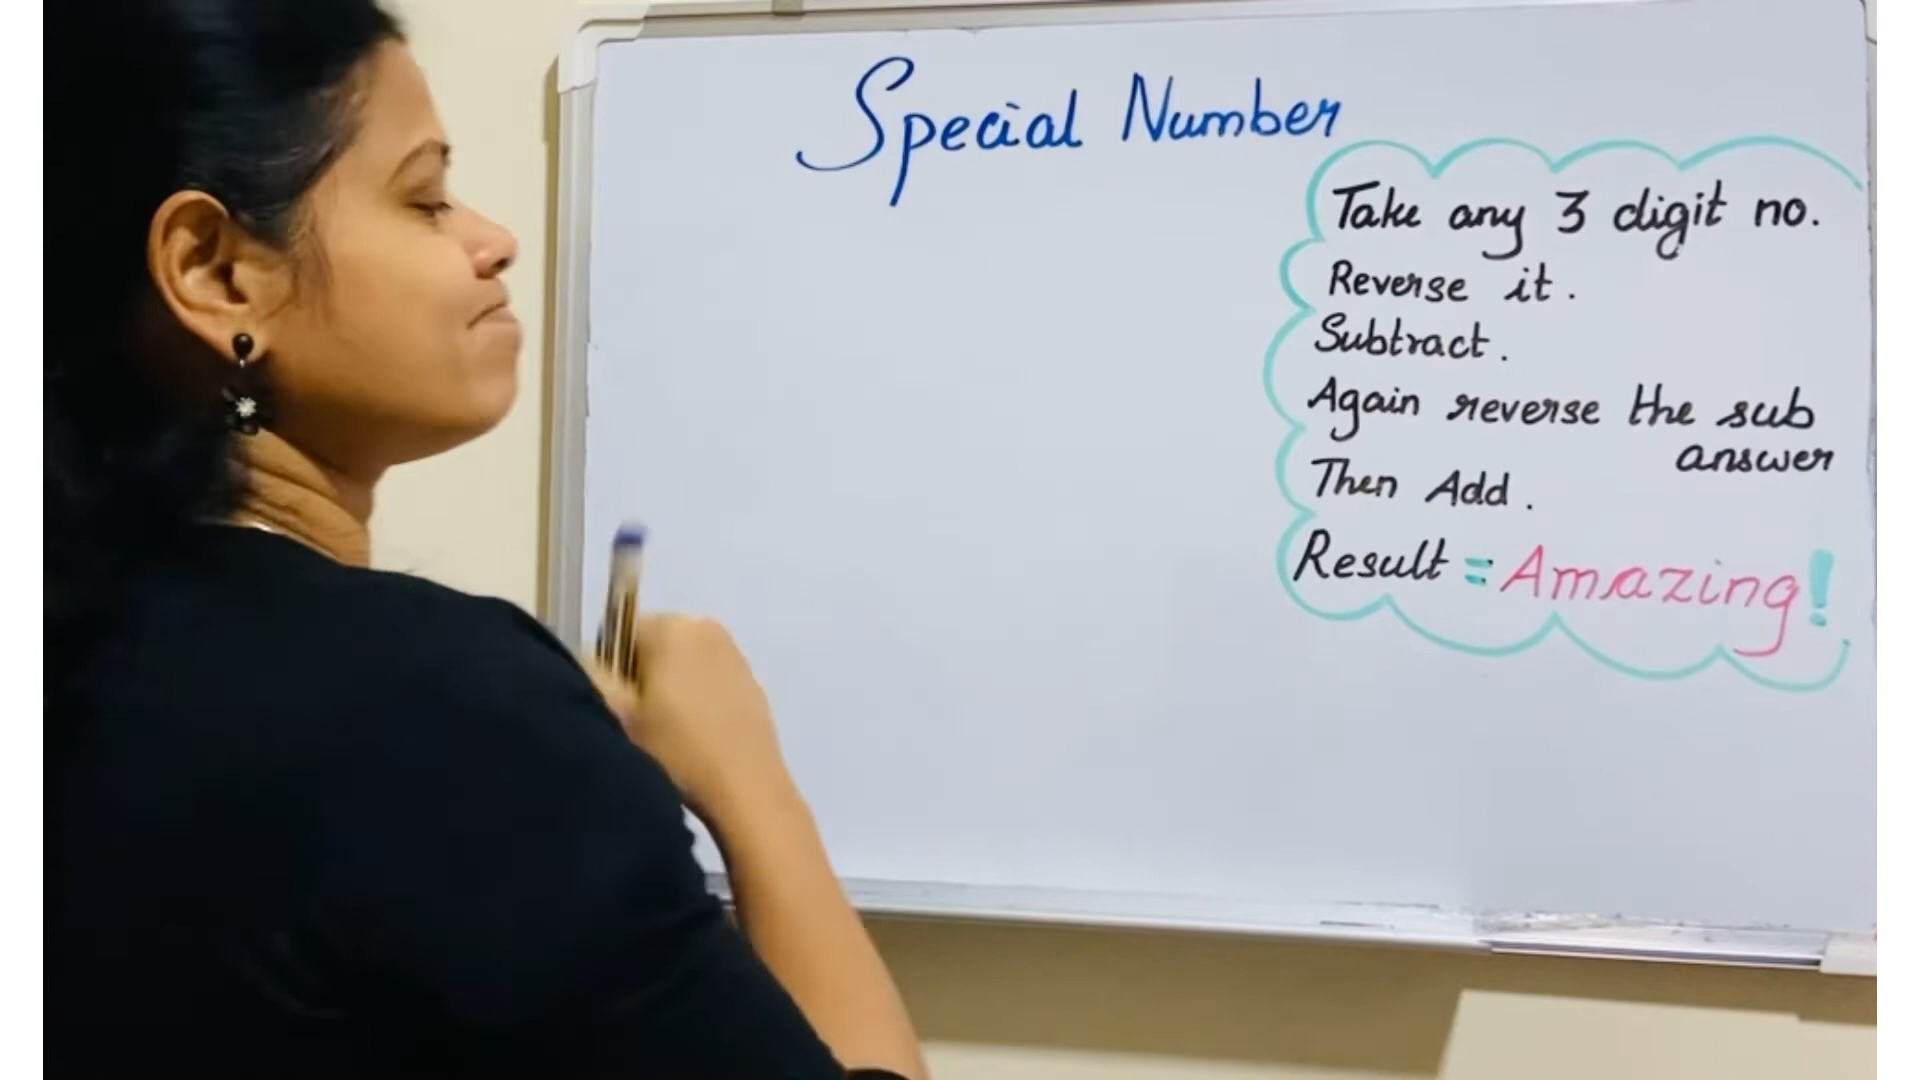 Special Number
Take any 3 digit no.
Reverse it.
Subtract.
Again reverse the sub
answer
Then Add.
Result = Amazing!